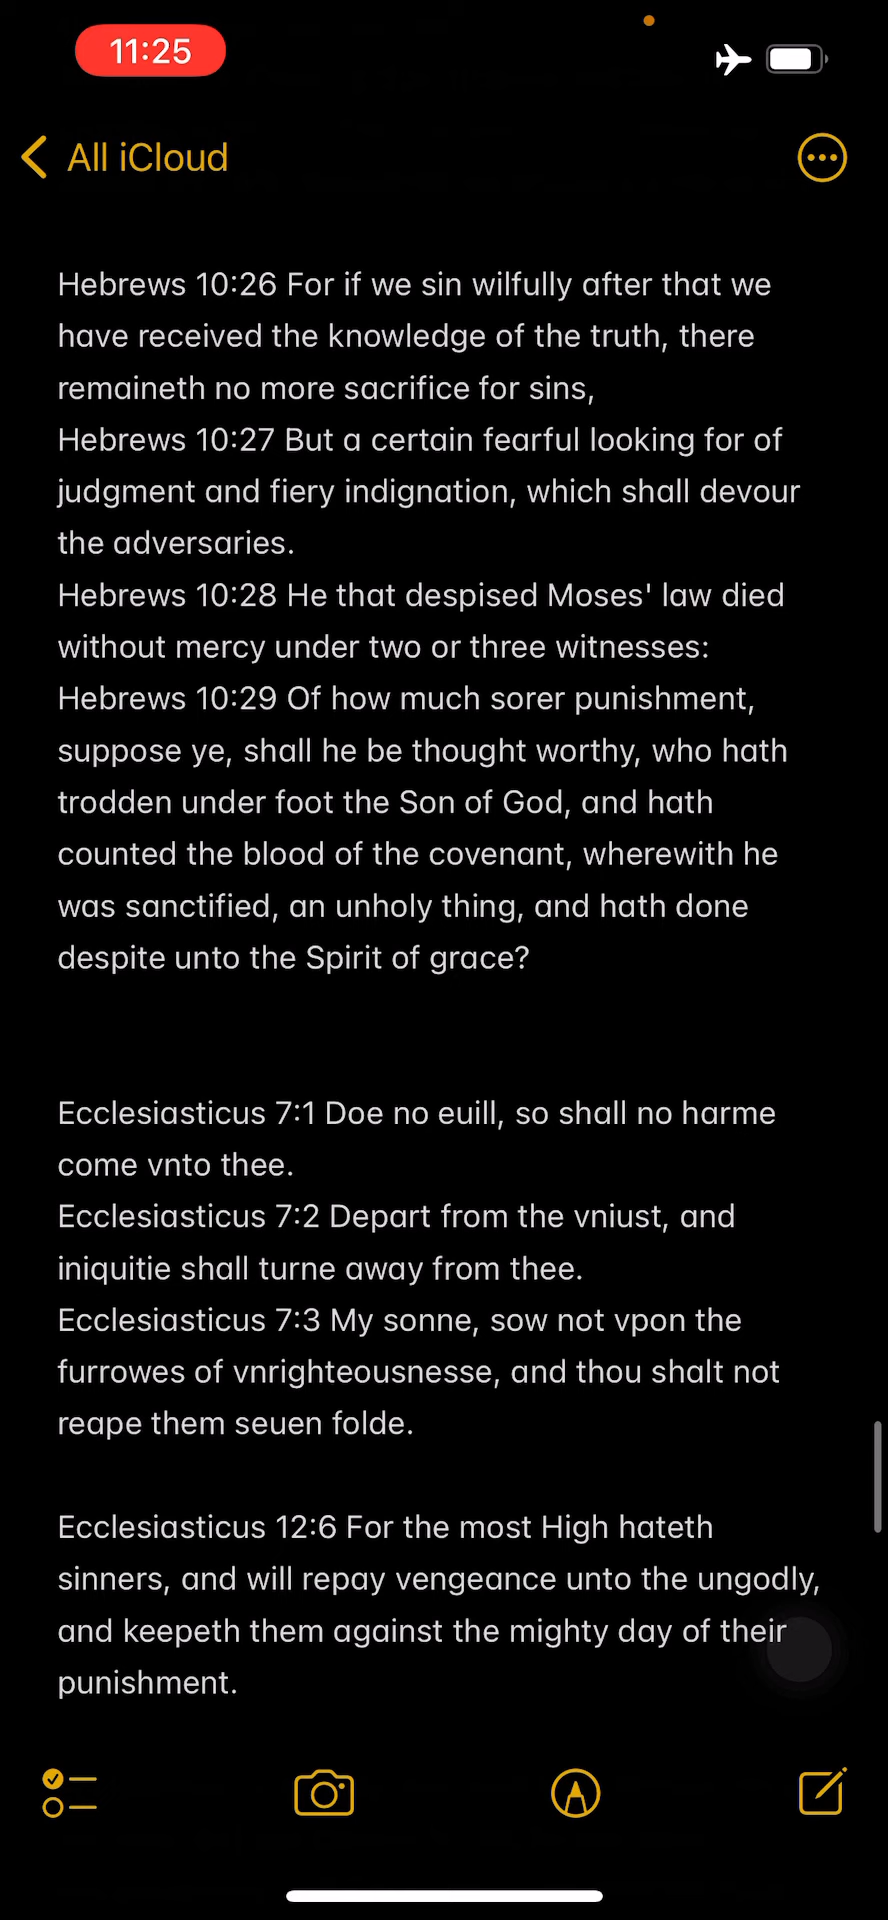 11:25
All iCloud
Hebrews 10:26 For if we sin wilfully after that we
have received the knowledge of the truth, there
remaineth no more sacrifice for sins,
Hebrews 10:27 But a certain fearful looking for of
judgment and fiery indignation, which shall devour
the adversaries.
Hebrews 10:28 He that despised Moses' law died
without mercy under two or three witnesses:
Hebrews 10:29 Of how much sorer punishment,
suppose ye, shall he be thought worthy, who hath
trodden under foot the Son of God, and hath
counted the blood of the covenant, wherewith he
was sanctified, an unholy thing, and hath done
despite unto the Spirit of grace?
Ecclesiasticus 7:1 Doe no euill, so shall no harme
come vnto thee.
Ecclesiasticus 7:2 Depart from the vniust, and
iniquitie shall turne away from thee.
Ecclesiasticus 7:3 My sonne, sow not vpon the
furrowes of vnrighteousnesse, and thou shalt not
reape them seuen folde.
Ecclesiasticus 12:6 For the most High hateth
sinners, and will repay vengeance unto the ungodly,
and keepeth them against the mighty day of their
punishment.